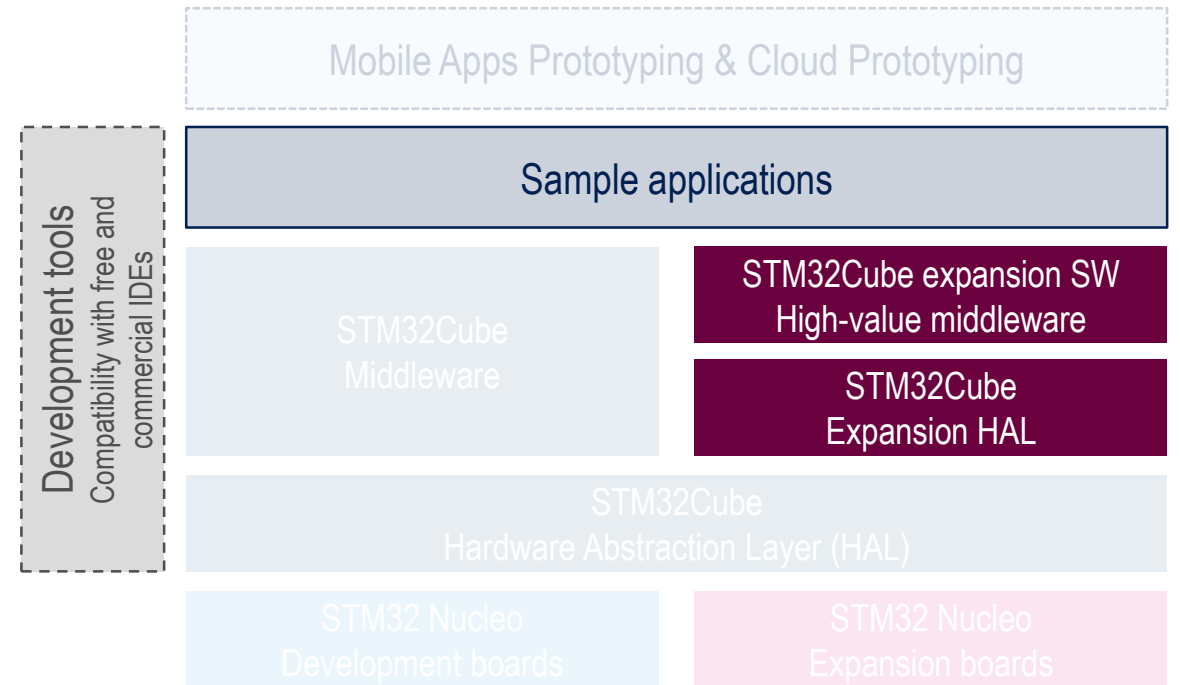 Mobile Apps Prototyping & Cloud Prototyping
Development tools
Compatibility with free and
commercial IDEs
Sample applications
STM32Cube
Middleware
STM32Cube expansion SW
High-value middleware
STM32Cube
Expansion HAL
STM32Cube
Hardware Abstraction Layer (HAL)
STM32 Nucleo
Development boards
STM32 Nucleo
Expansion boards